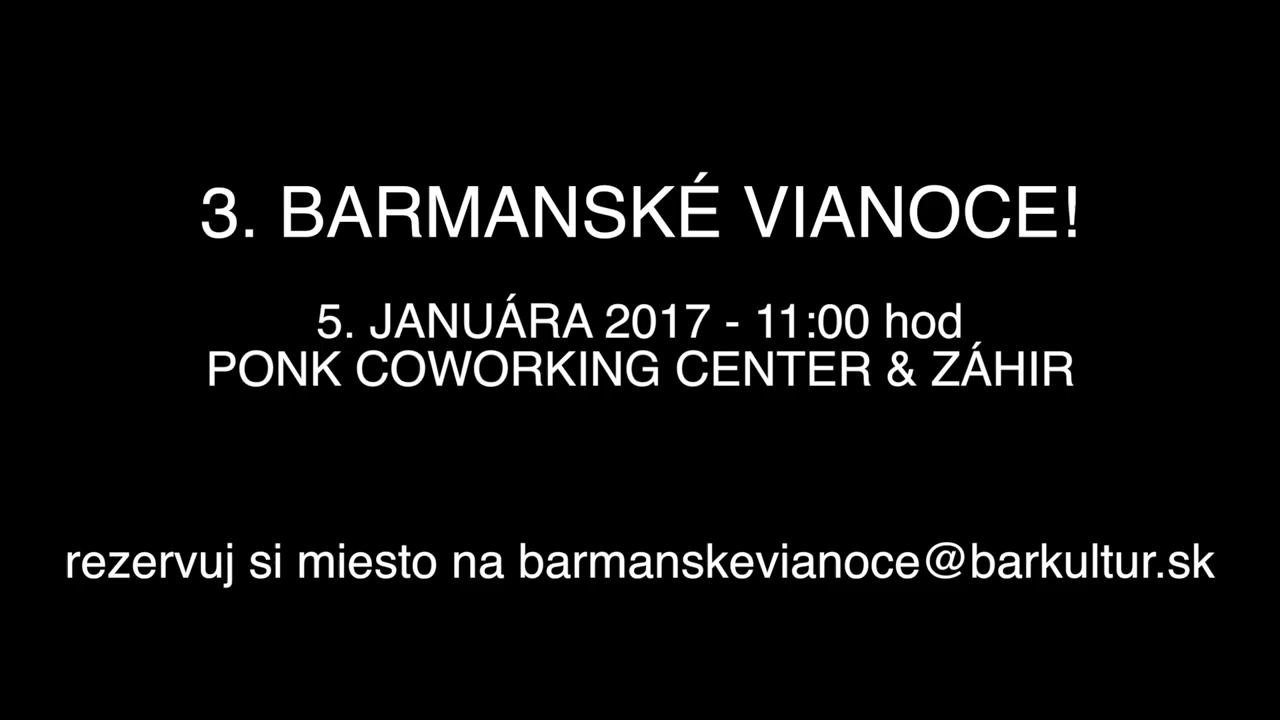 3. BARMANSKÉ VIANOCE!
5. JANUÁRA 2017 - 11:00 hod
PONK COWORKING CENTER & ZÁHIR
rezervuj si miesto na barmanskevianoce@barkultur.sk